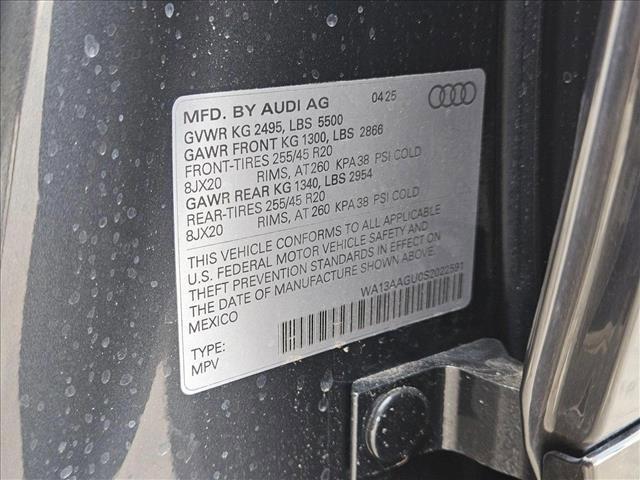 MFD. BY AUDI AG 04 25
GVWR KG 2495, LBS 5500
GAWR FRONT KG 1300, LBS 2866
FRONT-TIRES 255/45 R20
8JX20 RIMS, AT 260 KPA 38 PSI COLD
GAWR REAR KG 1340, LBS 2954
REAR-TIRES 255/45 R20
8JX20 RIMS, AT 260 KPA 38 PSI COLD
THIS VEHICLE CONFORMS TO ALL APPLICABLE
U.S. FEDERAL MOTOR VEHICLE SAFETY AND
THEFT PREVENTION STANDARDS IN EFFECT ON
THE DATE OF MANUFACTURE SHOWN ABOVE.
MEXICO WA13AAGU0S2022591
TYPE:
MPV